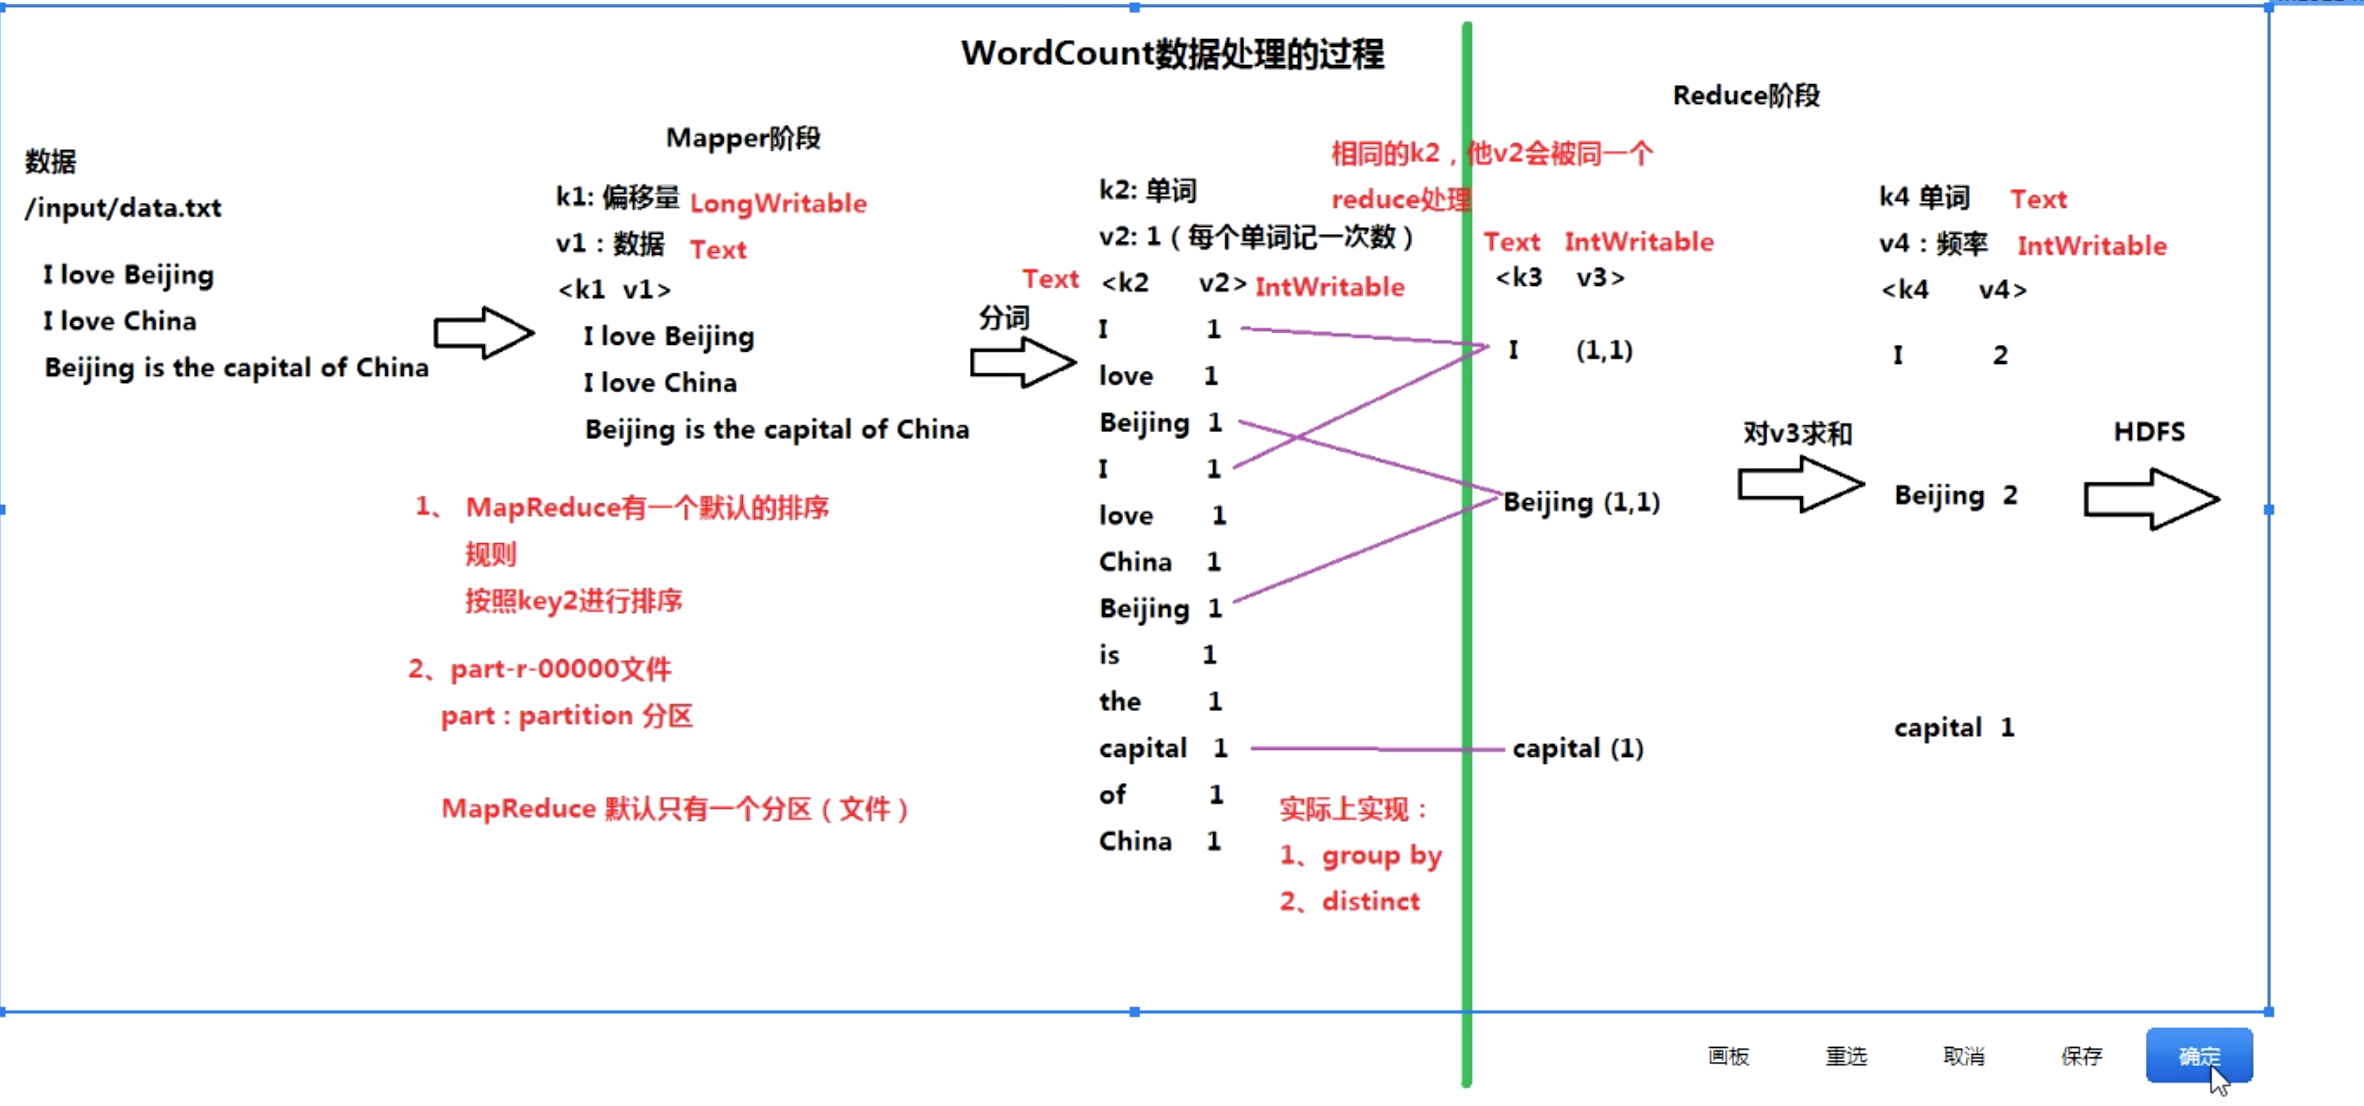 WordCount数据处理的过程
数据
/input/data.txt
I love Beijing
I love China
Beijing is the capital of China
Mapper阶段
k1: 偏移量 LongWritable
v1：数据 Text
<k1 v1>
I love Beijing
I love China
Beijing is the capital of China
1、 MapReduce有一个默认的排序
规则
按照key2进行排序
2、part-r-00000文件
part : partition 分区
MapReduce 默认只有一个分区（文件）
分词
k2: 单词
v2: 1（每个单词记一次数）
Text <k2 v2> IntWritable
I 1
love 1
Beijing 1
I 1
love 1
China 1
Beijing 1
is 1
the 1
capital 1
of 1
China 1
相同的k2，他v2会被同一个
reduce处理
实际上实现：
1、group by
2、distinct
Reduce阶段
Text IntWritable
<k3 v3>
I (1,1)
Beijing (1,1)
capital (1)
对v3求和
k4 单词 Text
v4：频率 IntWritable
<k4 v4>
I 2
Beijing 2
capital 1
HDFS
画板 重选 取消 保存 确定